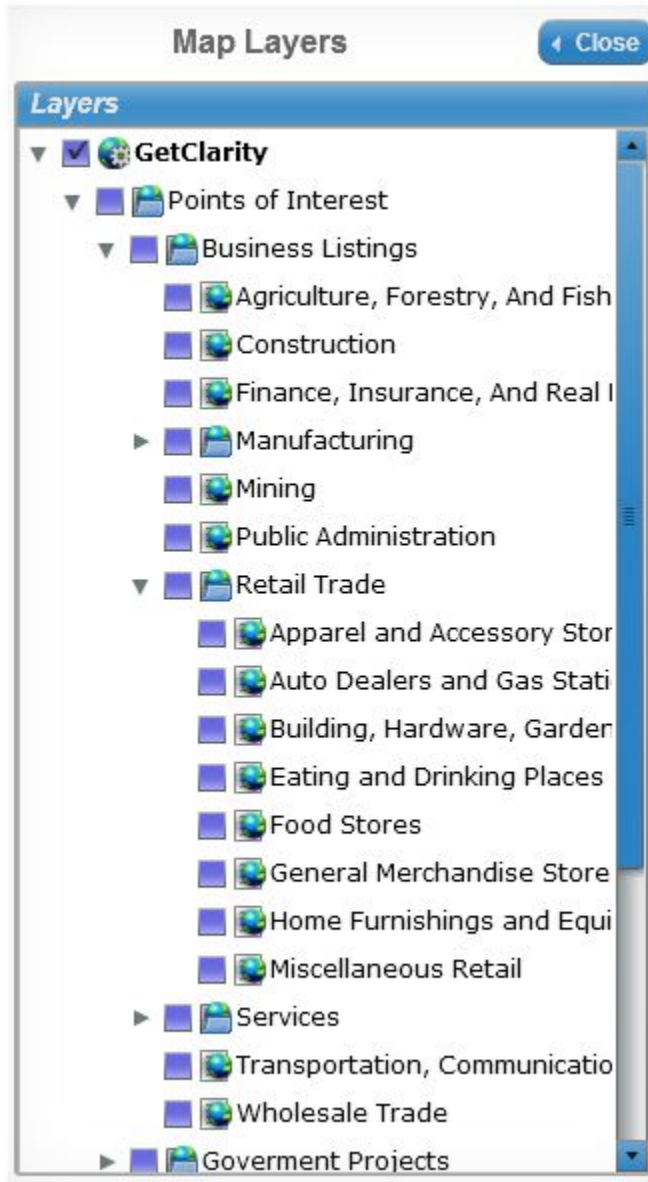 Map Layers
Close
Layers
GetClarity
Points of Interest
Business Listings
Agriculture, Forestry, And Fish
Construction
Finance, Insurance, And Real
Manufacturing
Mining
Public Administration
Retail Trade
Apparel and Accessory Stor
Auto Dealers and Gas Stati
Building, Hardware, Garden
Eating and Drinking Places
Food Stores
General Merchandise Store
Home Furnishings and Equi
Miscellaneous Retail
Services
Transportation, Communicatio
Wholesale Trade
Goverment Projects